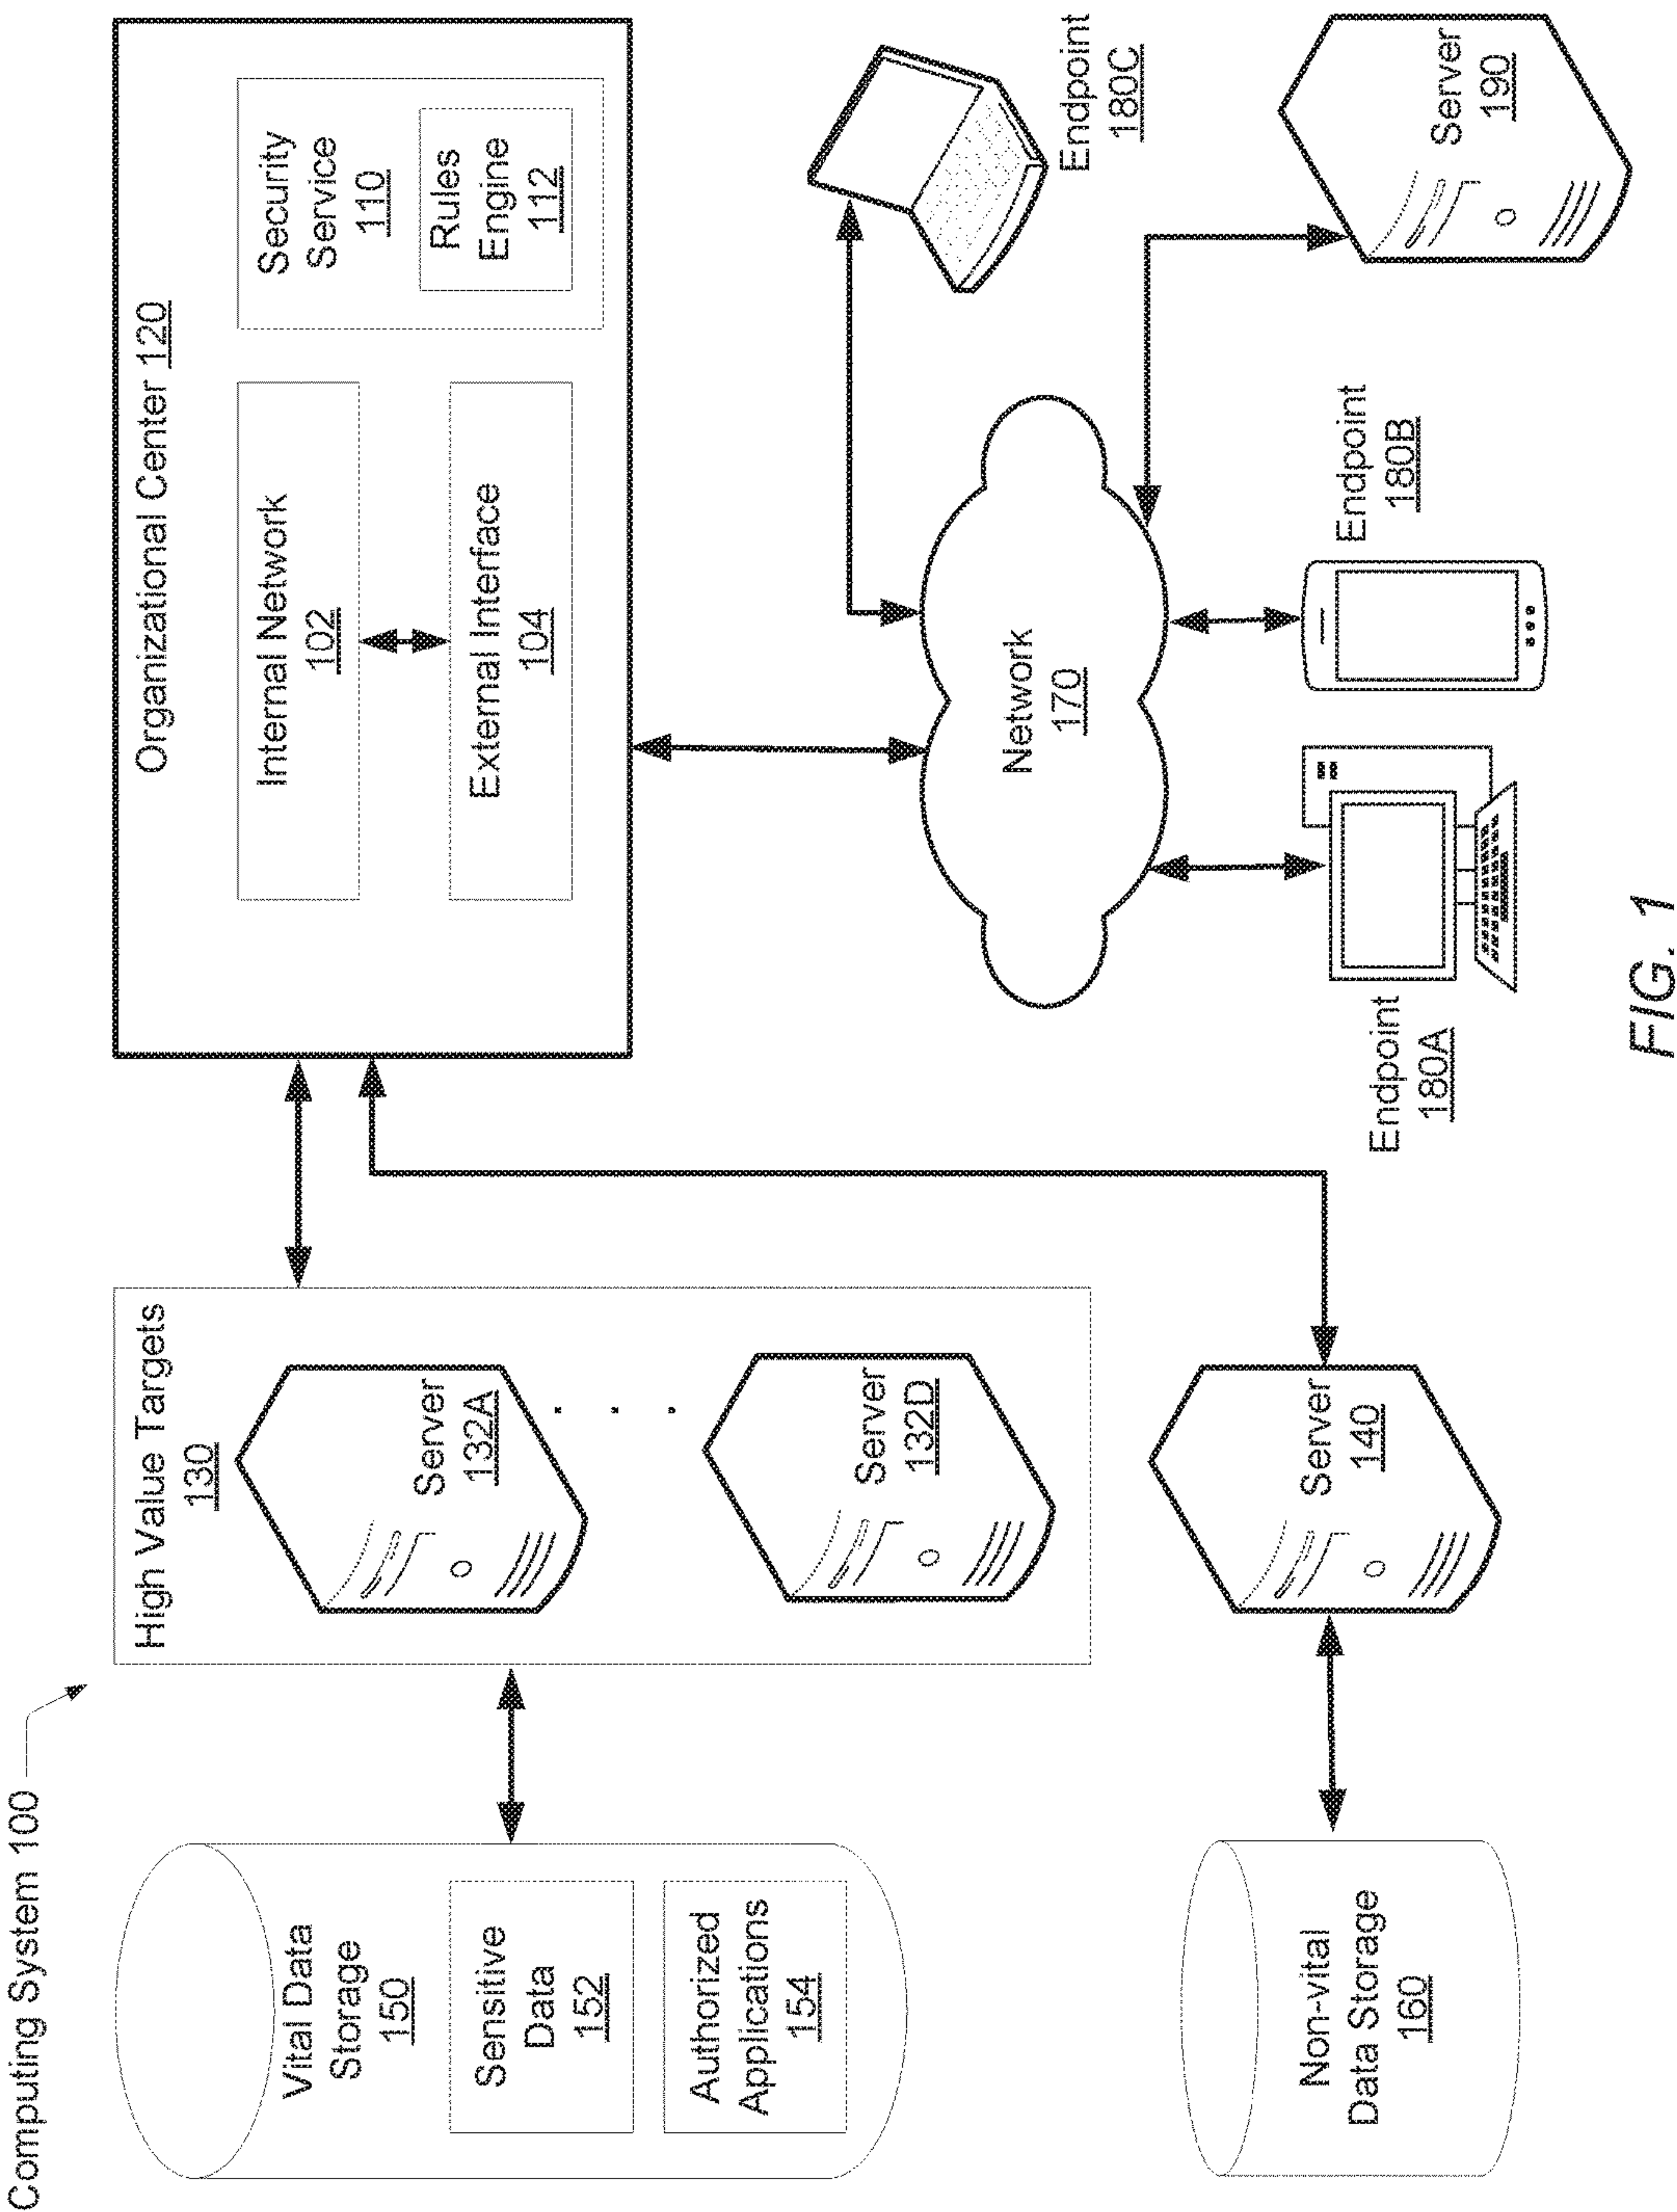 Computing System 100
Vital Data
Storage
150
Sensitive
Data
152
Authorized
Applications
154
Non-vital
Data Storage
160
High Value Targets
130
Server
132A
. . .
Server
132D
Server
140
Organizational Center 120
Internal Network
102
External Interface
104
Security
Service
110
Rules
Engine
112
Network
170
Endpoint
180A
Endpoint
180B
Endpoint
180C
Server
190
FIG. 1